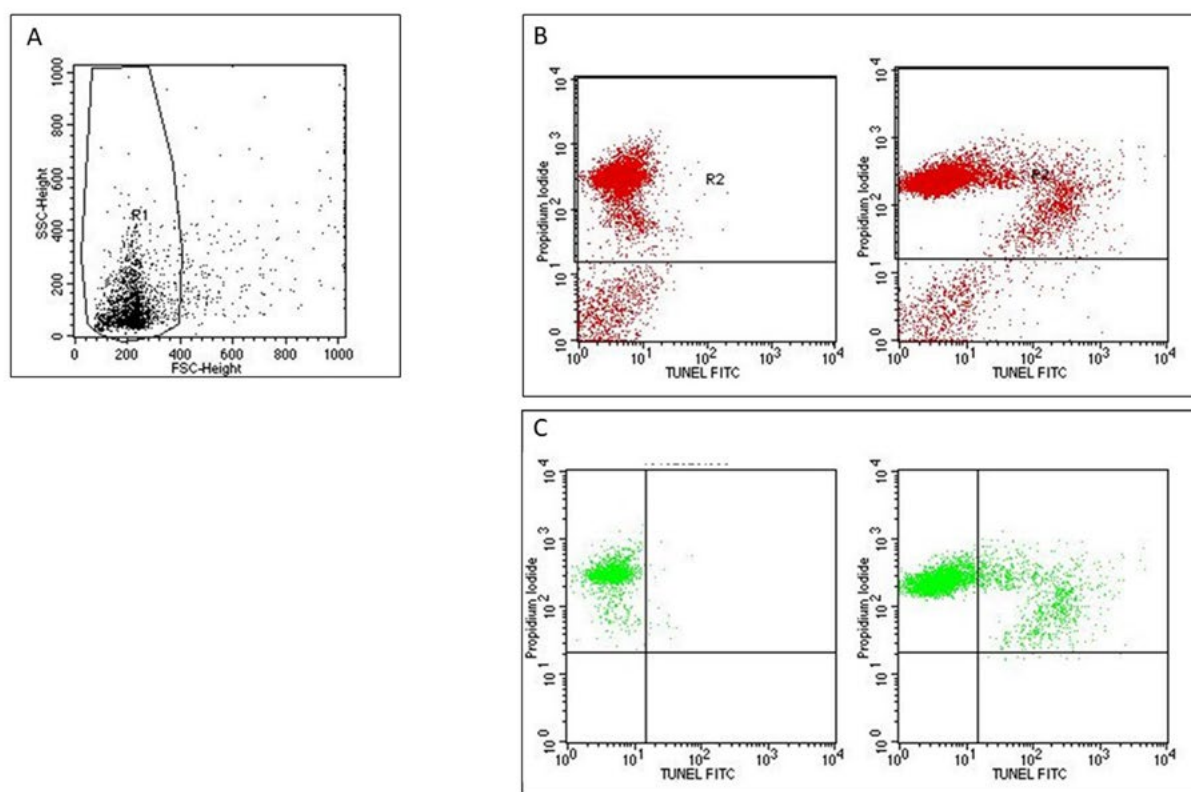 A
SSC-Height
1000
800
600
400
200
0
R1
0 200 400 600 800 1000
FSC-Height
B
Propidium Iodide
10^4
10^3
10^2
10^1
10^0
R2
10^0 10^1 10^2 10^3 10^4
TUNEL FITC
Propidium Iodide
10^4
10^3
10^2
10^1
10^0
R2
10^0 10^1 10^2 10^3 10^4
TUNEL FITC
C
Propidium Iodide
10^4
10^3
10^2
10^1
10^0
10^0 10^1 10^2 10^3 10^4
TUNEL FITC
Propidium Iodide
10^4
10^3
10^2
10^1
10^0
10^0 10^1 10^2 10^3 10^4
TUNEL FITC